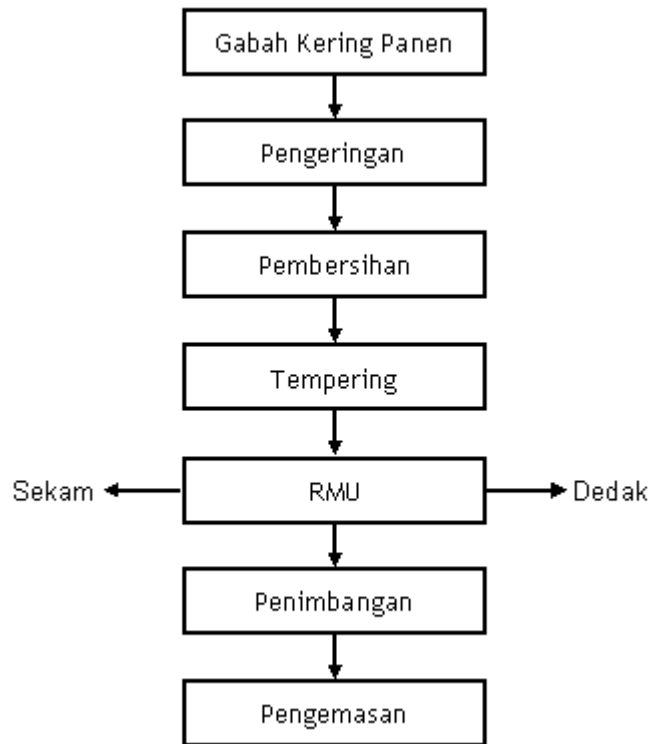 Gabah Kering Panen
Pengeringan
Pembersihan
Tempering
Sekam
RMU
Dedak
Penimbangan
Pengemasan